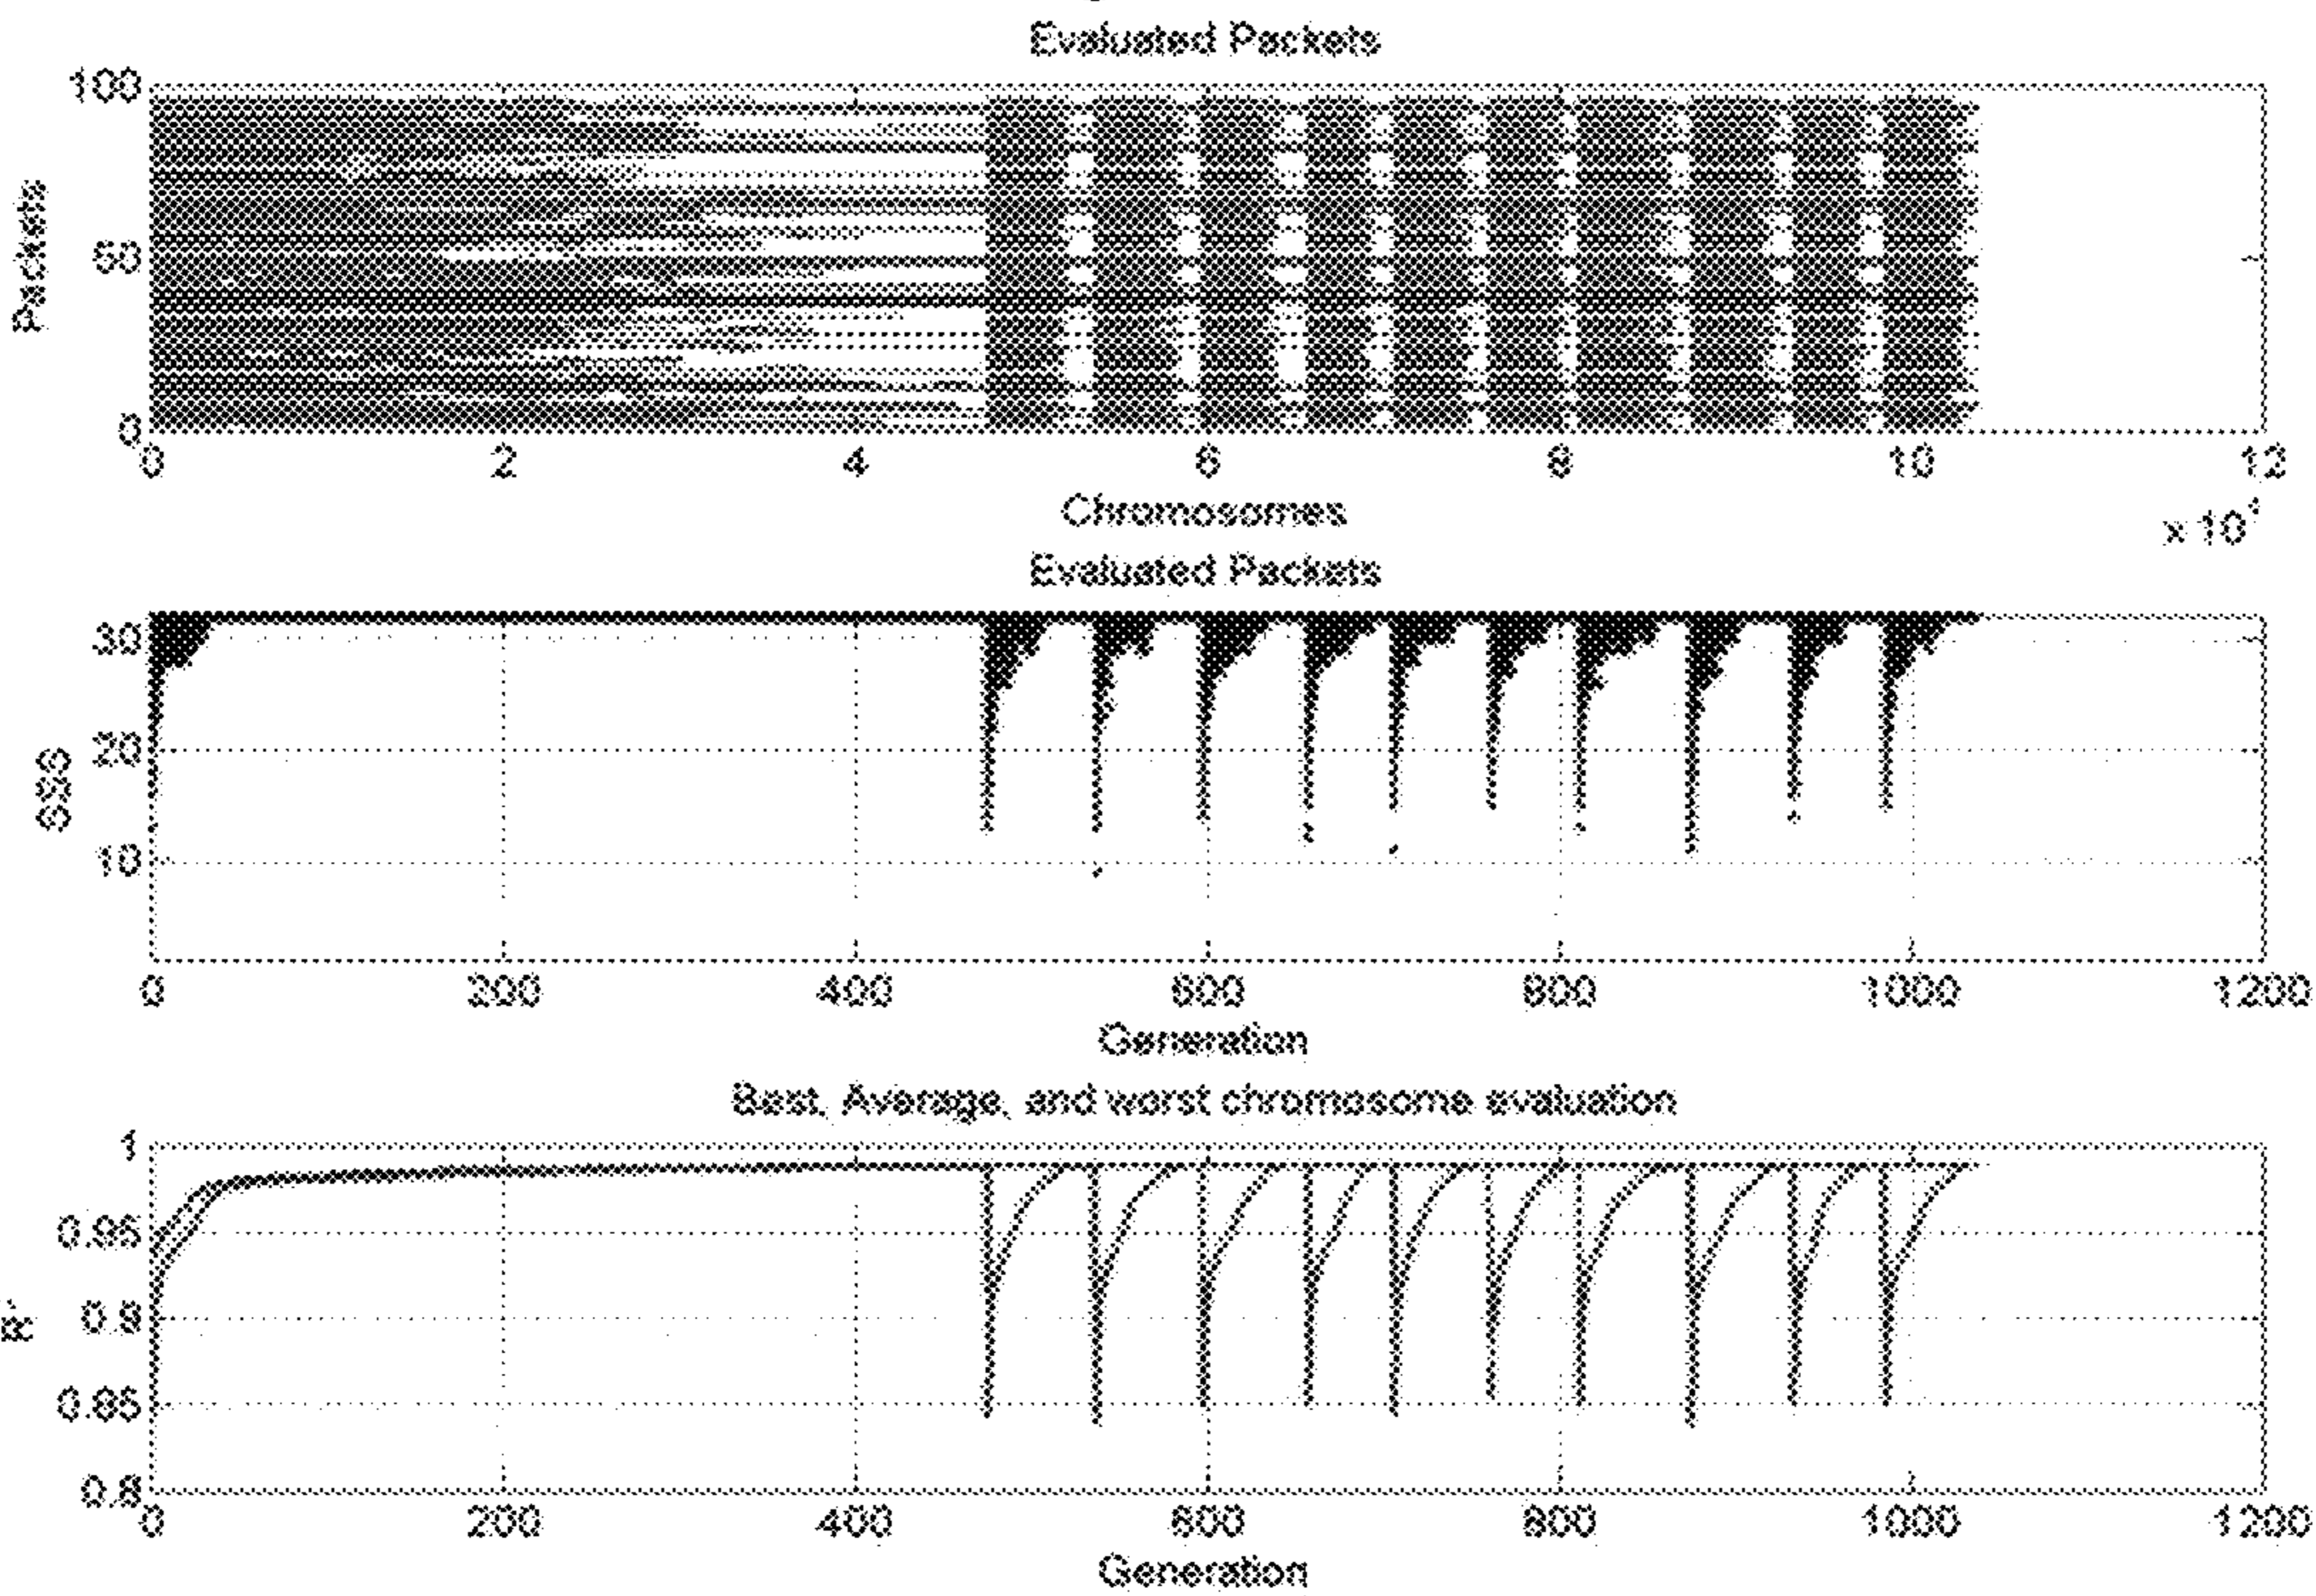 Evaluated Packets
100
50
0
Packets
0 2 4 6 8 10 12
Chromosomes
x 10
Evaluated Packets
30
20
10
SSS
0 200 400 600 800 1000 1200
Generation
Best, Average, and worst chromosome evaluation
1
0.95
0.9
0.85
0.8
0 200 400 600 800 1000 1200
Generation